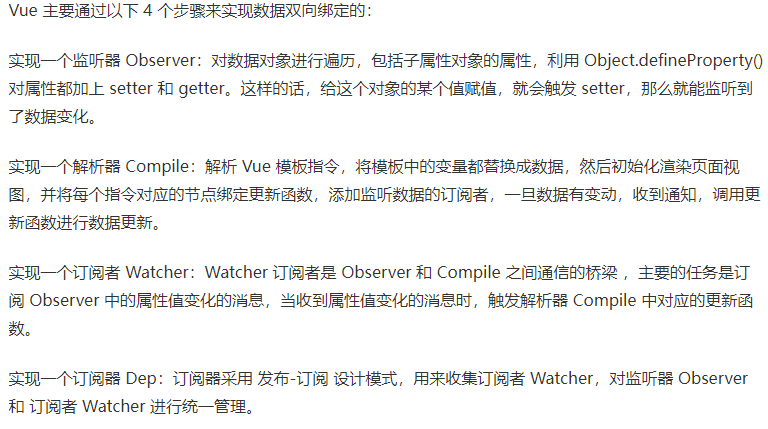 Vue 主要通过以下 4 个步骤来实现数据双向绑定的：
实现一个监听器 Observer：对数据对象进行遍历，包括子属性对象的属性，利用 Object.defineProperty()
对属性都加上 setter 和 getter。这样的话，给这个对象的某个值赋值，就会触发 setter，那么就能监听到
了数据变化。
实现一个解析器 Compile：解析 Vue 模板指令，将模板中的变量都替换成数据，然后初始化渲染页面视
图，并将每个指令对应的节点绑定更新函数，添加监听数据的订阅者，一旦数据有变动，收到通知，调用更
新函数进行数据更新。
实现一个订阅者 Watcher：Watcher 订阅者是 Observer 和 Compile 之间通信的桥梁 ，主要的任务是订
阅 Observer 中的属性值变化的消息，当收到属性值变化的消息时，触发解析器 Compile 中对应的更新函
数。
实现一个订阅器 Dep：订阅器采用 发布-订阅 设计模式，用来收集订阅者 Watcher，对监听器 Observer
和 订阅者 Watcher 进行统一管理。